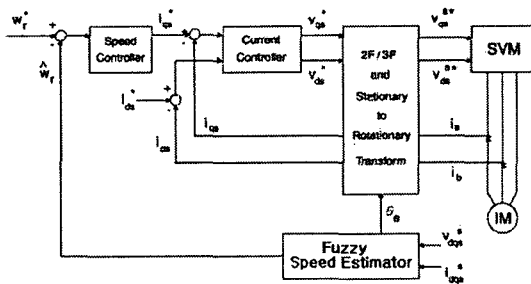 w_r^*
i_qs^*
v_qs^*
v_qs^s*
Speed
Controller
Current
Controller
2F/3F
and
Stationary
to
Rotationary
Transform
SVM
ŵ_r
v_ds^*
v_ds^s*
i_ds^*
i_qs
i_ds
i_a
i_b
IM
θ_e
Fuzzy
Speed Estimator
v_dqs^s
i_dqs^s